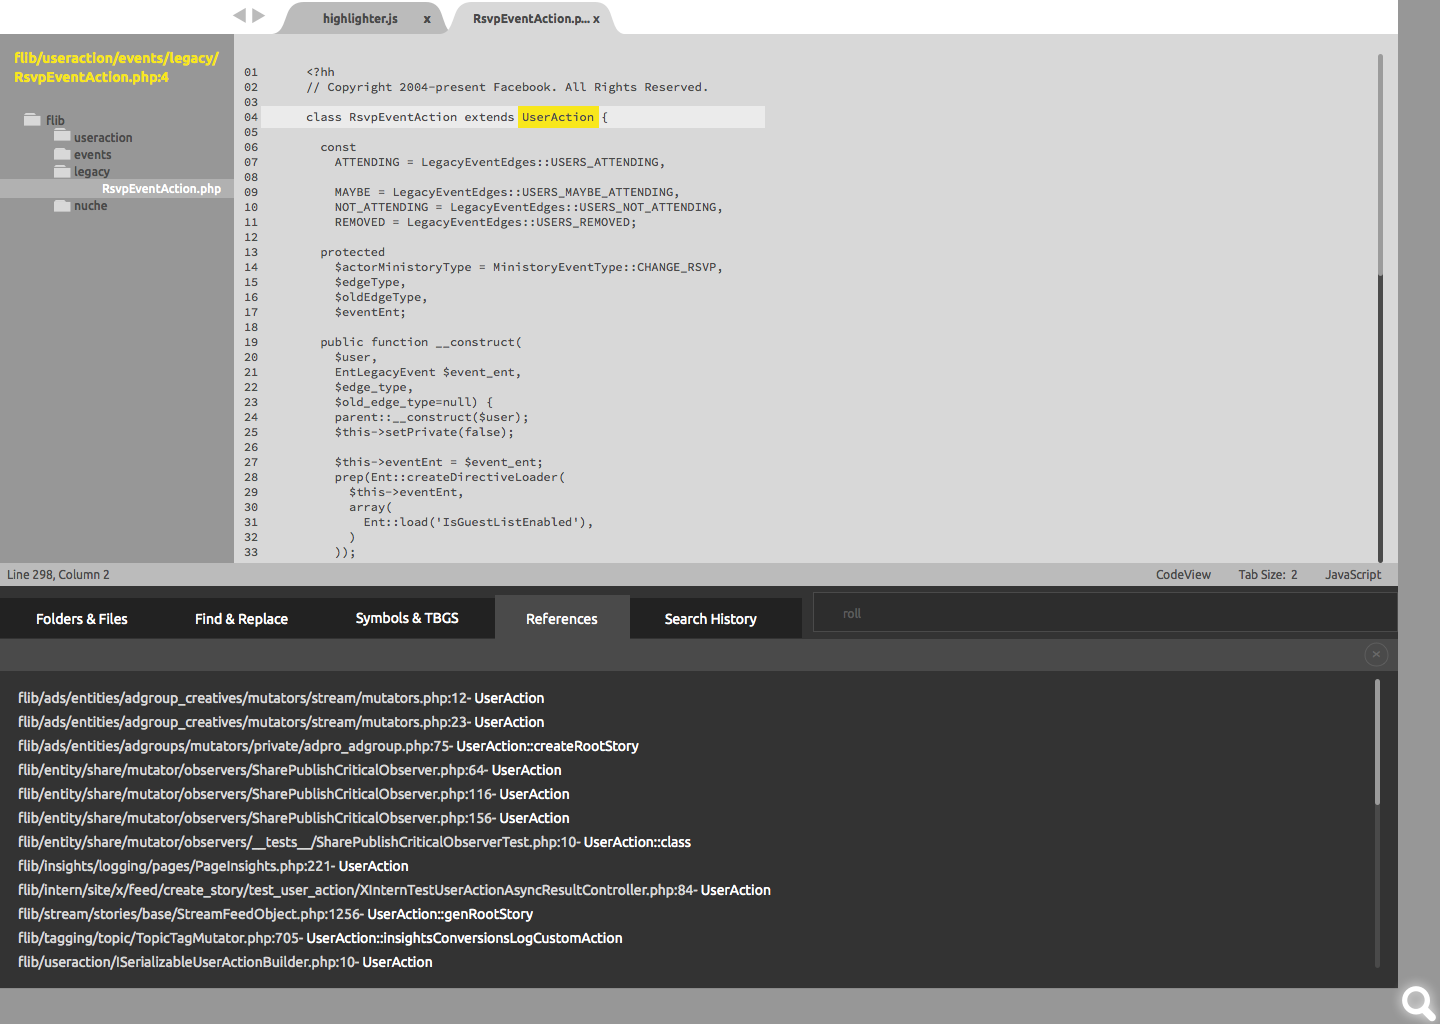 highlighter.js x
RsvpEventAction.p... x
flib/useraction/events/legacy/
RsvpEventAction.php:4
flib
useraction
events
legacy
RsvpEventAction.php
nuche
01 <?hh
02 // Copyright 2004-present Facebook. All Rights Reserved.
03
04 class RsvpEventAction extends UserAction {
05
06 const
07 ATTENDING = LegacyEventEdges::USERS_ATTENDING,
08
09 MAYBE = LegacyEventEdges::USERS_MAYBE_ATTENDING,
10 NOT_ATTENDING = LegacyEventEdges::USERS_NOT_ATTENDING,
11 REMOVED = LegacyEventEdges::USERS_REMOVED;
12
13 protected
14 $actorMinistoryType = MinistoryEventType::CHANGE_RSVP,
15 $edgeType,
16 $oldEdgeType,
17 $eventEnt;
18
19 public function __construct(
20 $user,
21 EntLegacyEvent $event_ent,
22 $edge_type,
23 $old_edge_type=null) {
24 parent::__construct($user);
25 $this->setPrivate(false);
26
27 $this->eventEnt = $event_ent;
28 prep(Ent::createDirectiveLoader(
29 $this->eventEnt,
30 array(
31 Ent::load('IsGuestListEnabled'),
32 )
33 ));
Line 298, Column 2
CodeView Tab Size: 2 JavaScript
Folders & Files Find & Replace Symbols & TBGS References Search History roll
flib/ads/entities/adgroup_creatives/mutators/stream/mutators.php:12- UserAction
flib/ads/entities/adgroup_creatives/mutators/stream/mutators.php:23- UserAction
flib/ads/entities/adgroups/mutators/private/adpro_adgroup.php:75- UserAction::createRootStory
flib/entity/share/mutator/observers/SharePublishCriticalObserver.php:64- UserAction
flib/entity/share/mutator/observers/SharePublishCriticalObserver.php:116- UserAction
flib/entity/share/mutator/observers/SharePublishCriticalObserver.php:156- UserAction
flib/entity/share/mutator/observers/__tests__/SharePublishCriticalObserverTest.php:10- UserAction::class
flib/insights/logging/pages/PageInsights.php:221- UserAction
flib/intern/site/x/feed/create_story/test_user_action/XInternTestUserActionAsyncResultController.php:84- UserAction
flib/stream/stories/base/StreamFeedObject.php:1256- UserAction::genRootStory
flib/tagging/topic/TopicTagMutator.php:705- UserAction::insightsConversionsLogCustomAction
flib/useraction/ISerializableUserActionBuilder.php:10- UserAction